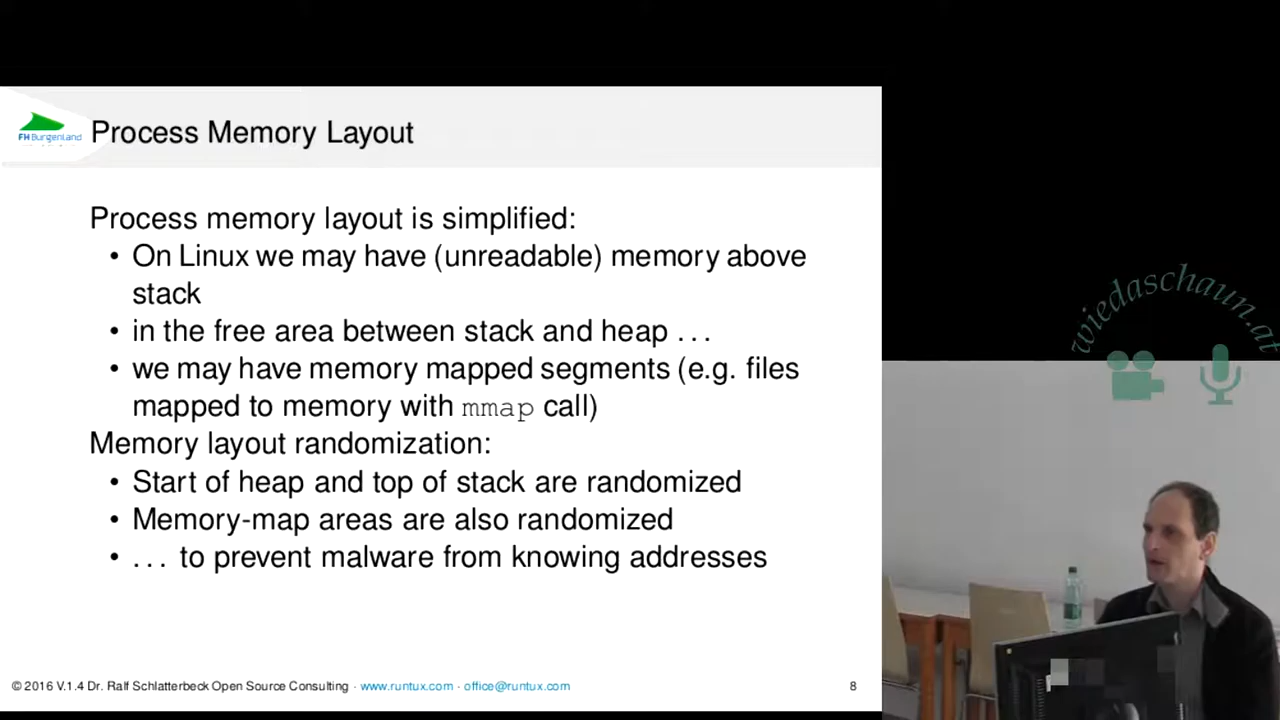 FH Burgenland
Process Memory Layout
Process memory layout is simplified:
• On Linux we may have (unreadable) memory above
stack
• in the free area between stack and heap . . .
• we may have memory mapped segments (e.g. files
mapped to memory with mmap call)
Memory layout randomization:
• Start of heap and top of stack are randomized
• Memory-map areas are also randomized
• . . . to prevent malware from knowing addresses
© 2016 V.1.4 Dr. Ralf Schlatterbeck Open Source Consulting · www.runtux.com · office@runtux.com
8
wiedaschaun.at